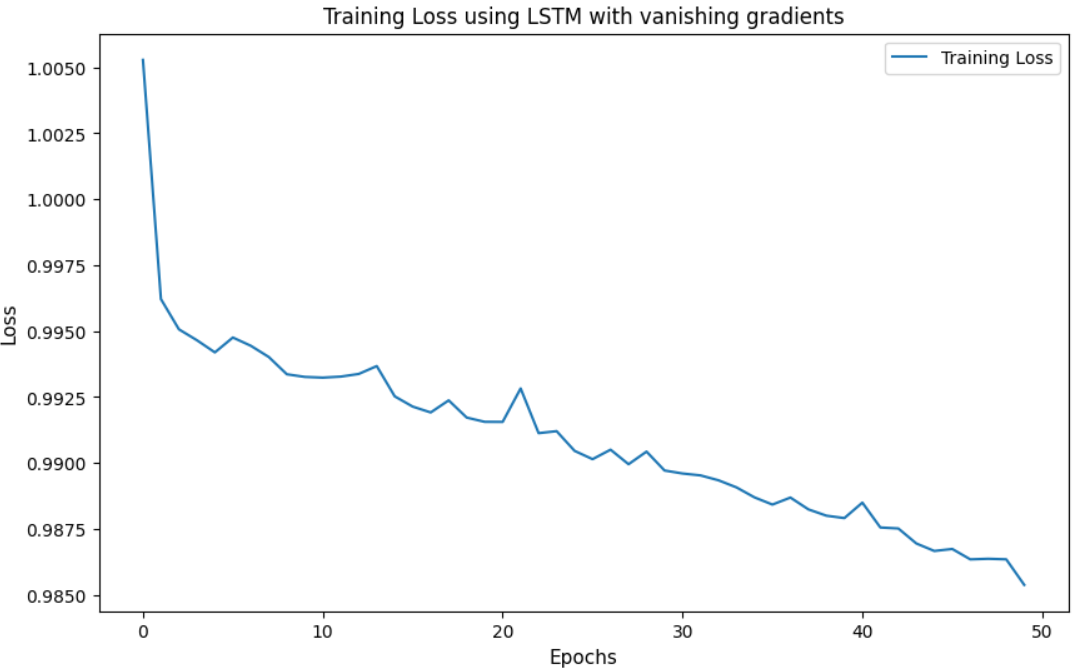 Training Loss using LSTM with vanishing gradients
Training Loss
1.0050
1.0025
1.0000
0.9975
0.9950
0.9925
0.9900
0.9875
0.9850
Loss
0 10 20 30 40 50
Epochs